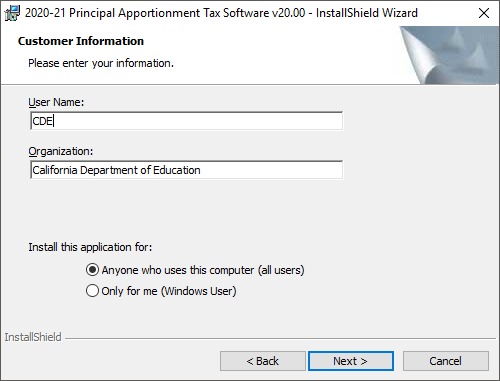 2020-21 Principal Apportionment Tax Software v20.00 - InstallShield Wizard
Customer Information
Please enter your information.
User Name:
CDE
Organization:
California Department of Education
Install this application for:
Anyone who uses this computer (all users)
Only for me (Windows User)
InstallShield
< Back Next > Cancel